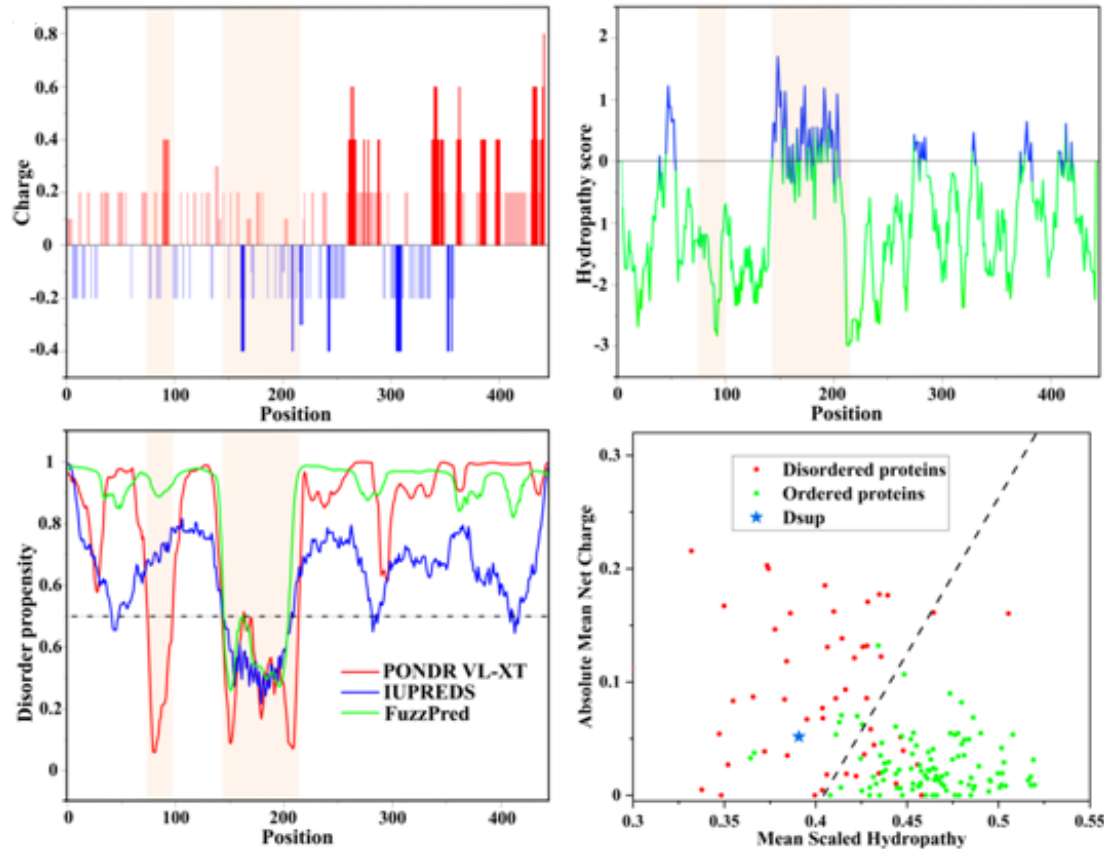 0.8
0.6
0.4
0.2
0
-0.2
-0.4
Charge
0 100 200 300 400
Position
2
1
0
-1
-2
-3
Hydropathy score
0 100 200 300 400
Position
1
0.8
0.6
0.4
0.2
0
Disorder propensity
PONDR VL-XT
IUPREDS
FuzzPred
0 100 200 300 400
Position
0.3
0.2
0.1
0
Absolute Mean Net Charge
Disordered proteins
Ordered proteins
Dsup
0.3 0.35 0.4 0.45 0.5 0.55
Mean Scaled Hydropathy